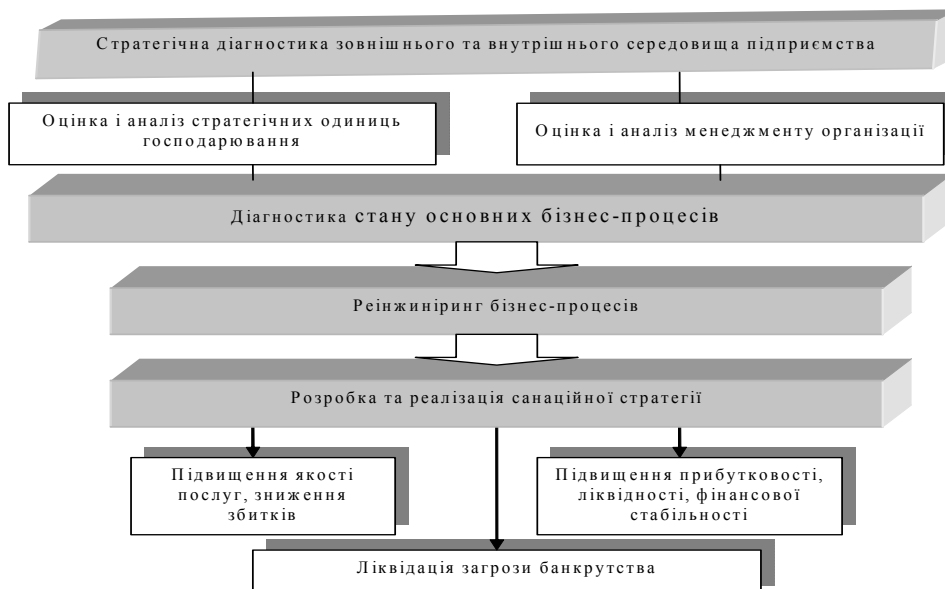 Стратегічна діагностика зовнішнього та внутрішнього середовища підприємства
Оцінка і аналіз стратегічних одиниць
господарювання
Оцінка і аналіз менеджменту організації
Діагностика стану основних бізнес-процесів
Реінжиніринг бізнес-процесів
Розробка та реалізація санаційної стратегії
Підвищення якості
послуг, зниження
збитків
Підвищення прибутковості,
ліквідності, фінансової
стабільності
Ліквідація загрози банкрутства